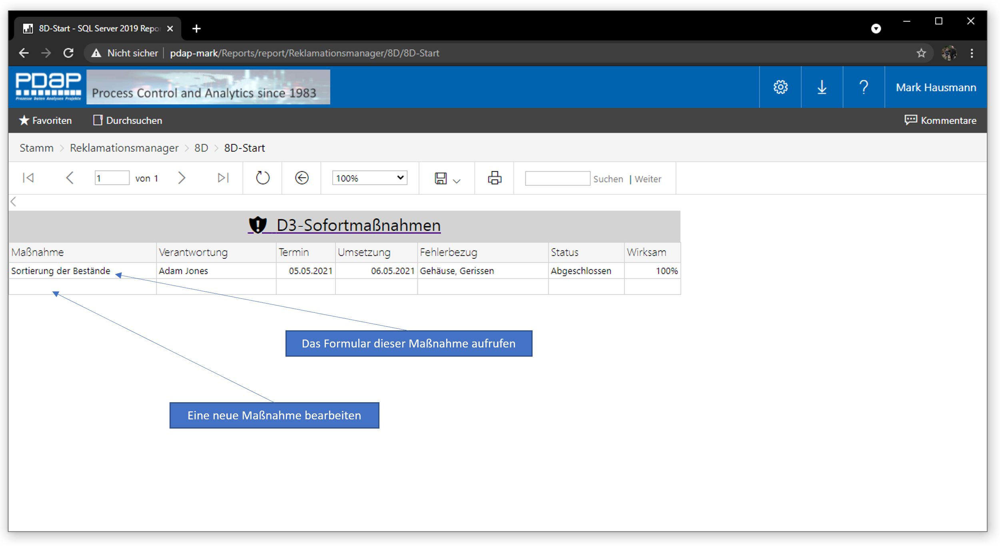 8D-Start - SQL Server 2019 Repo
Nicht sicher | pdap-mark/Reports/report/Reklamationsmanager/8D/8D-Start
PDAP
Prozesse Daten Analysen Projekte
Process Control and Analytics since 1983
? Mark Hausmann
Favoriten Durchsuchen Kommentare
Stamm > Reklamationsmanager > 8D > 8D-Start
1 von 1 100% Suchen | Weiter
D3-Sofortmaßnahmen
Maßnahme Verantwortung Termin Umsetzung Fehlerbezug Status Wirksam
Sortierung der Bestände Adam Jones 05.05.2021 06.05.2021 Gehäuse, Gerissen Abgeschlossen 100%
Das Formular dieser Maßnahme aufrufen
Eine neue Maßnahme bearbeiten